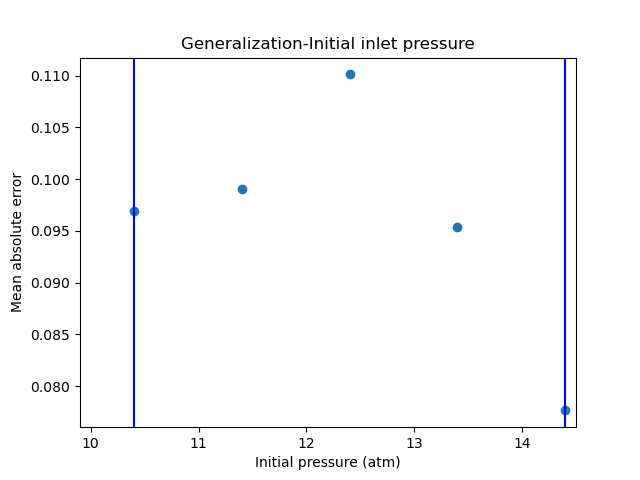 Generalization-Initial inlet pressure
0.110
0.105
0.100
0.095
0.090
0.085
0.080
Mean absolute error
10 11 12 13 14
Initial pressure (atm)